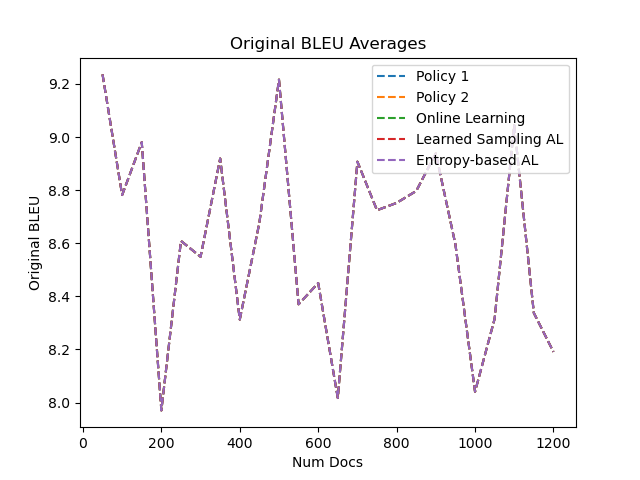 Original BLEU Averages
Policy 1
Policy 2
Online Learning
Learned Sampling AL
Entropy-based AL
Original BLEU
9.2
9.0
8.8
8.6
8.4
8.2
8.0
0 200 400 600 800 1000 1200
Num Docs